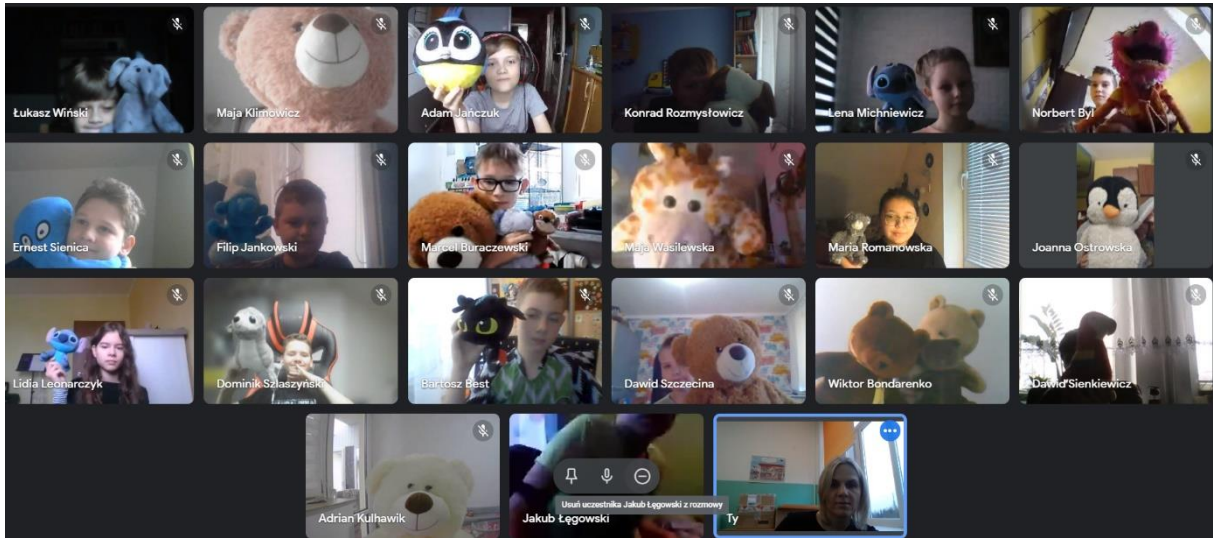 Łukasz Wiński
Maja Klimowicz
Adam Jańczuk
Konrad Rozmysłowicz
Lena Michniewicz
Norbert Byl
Ernest Sienica
Filip Jankowski
Marcel Buraczewski
Maja Wasilewska
Maria Romanowska
Joanna Ostrowska
Lidia Leonarczyk
Dominik Szlaszyński
Bartosz Best
Dawid Szczecina
Wiktor Bondarenko
Dawid Sienkiewicz
Adrian Kulhawik
Usuń uczestnika Jakub Łęgowski z rozmowy
Jakub Łęgowski
Ty